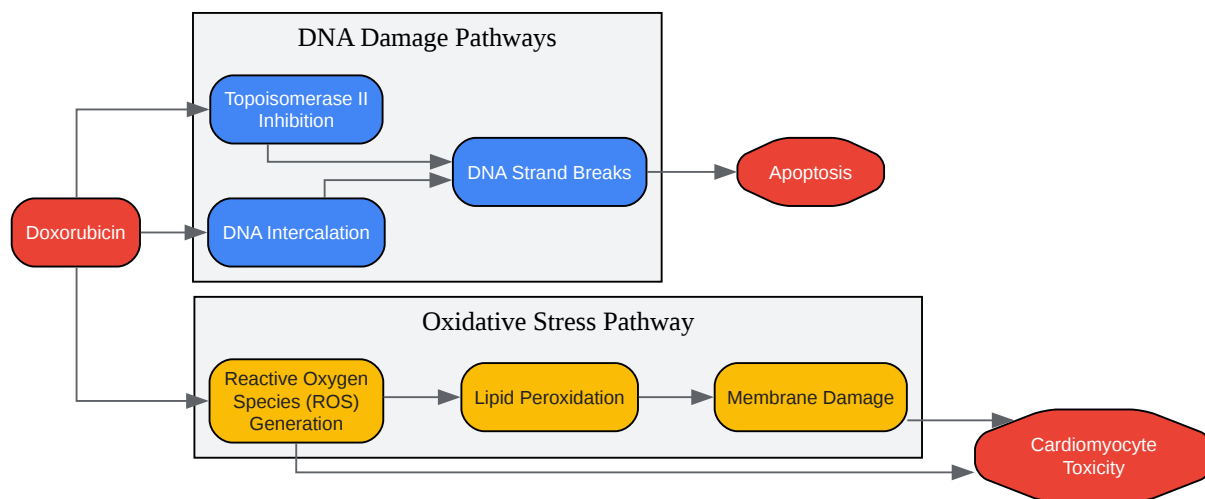 DNA Damage Pathways
Topoisomerase II
Inhibition
DNA Strand Breaks
Apoptosis
Doxorubicin
DNA Intercalation
Oxidative Stress Pathway
Reactive Oxygen
Species (ROS)
Generation
Lipid Peroxidation
Membrane Damage
Cardiomyocyte
Toxicity